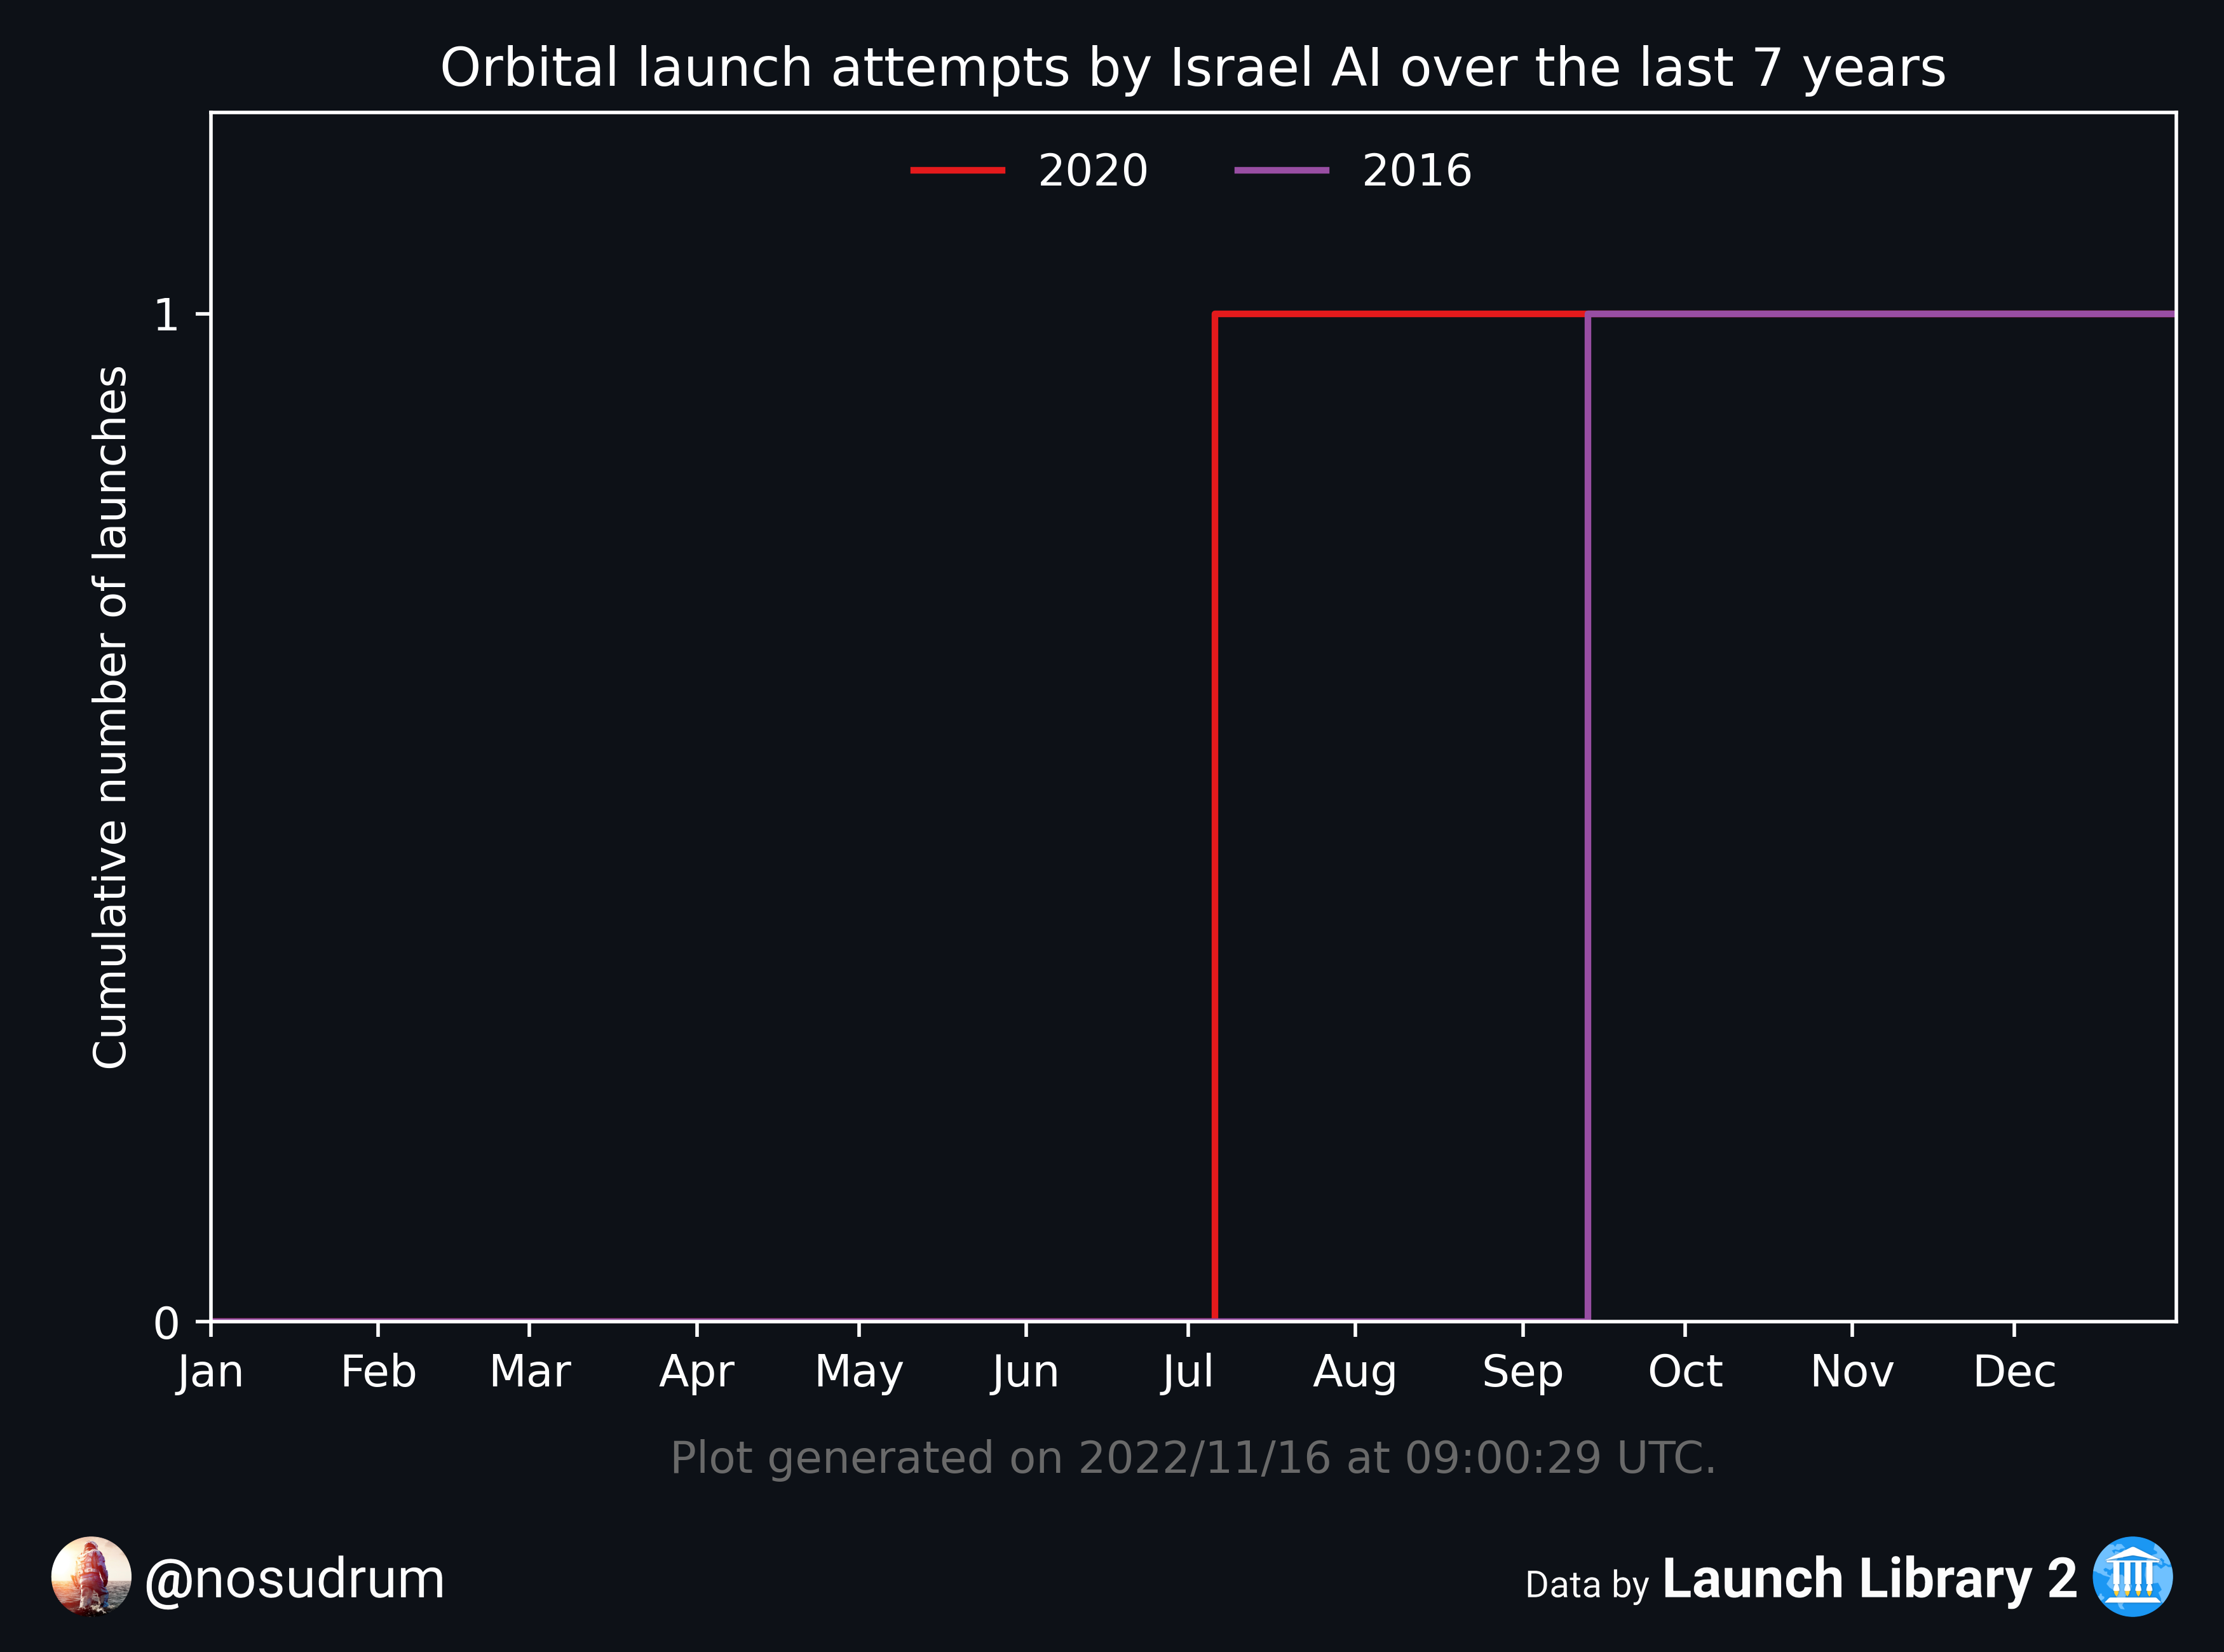 Orbital launch attempts by Israel AI over the last 7 years
2020 2016
1
Cumulative number of launches
0
Jan Feb Mar Apr May Jun Jul Aug Sep Oct Nov Dec
Plot generated on 2022/11/16 at 09:00:29 UTC.
@nosudrum
Data by Launch Library 2